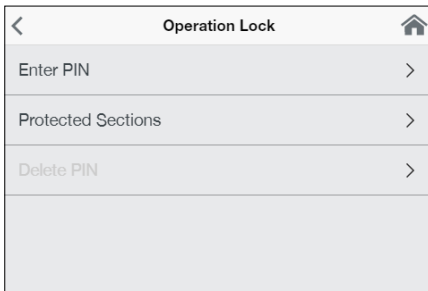 Operation Lock
Enter PIN
Protected Sections
Delete PIN